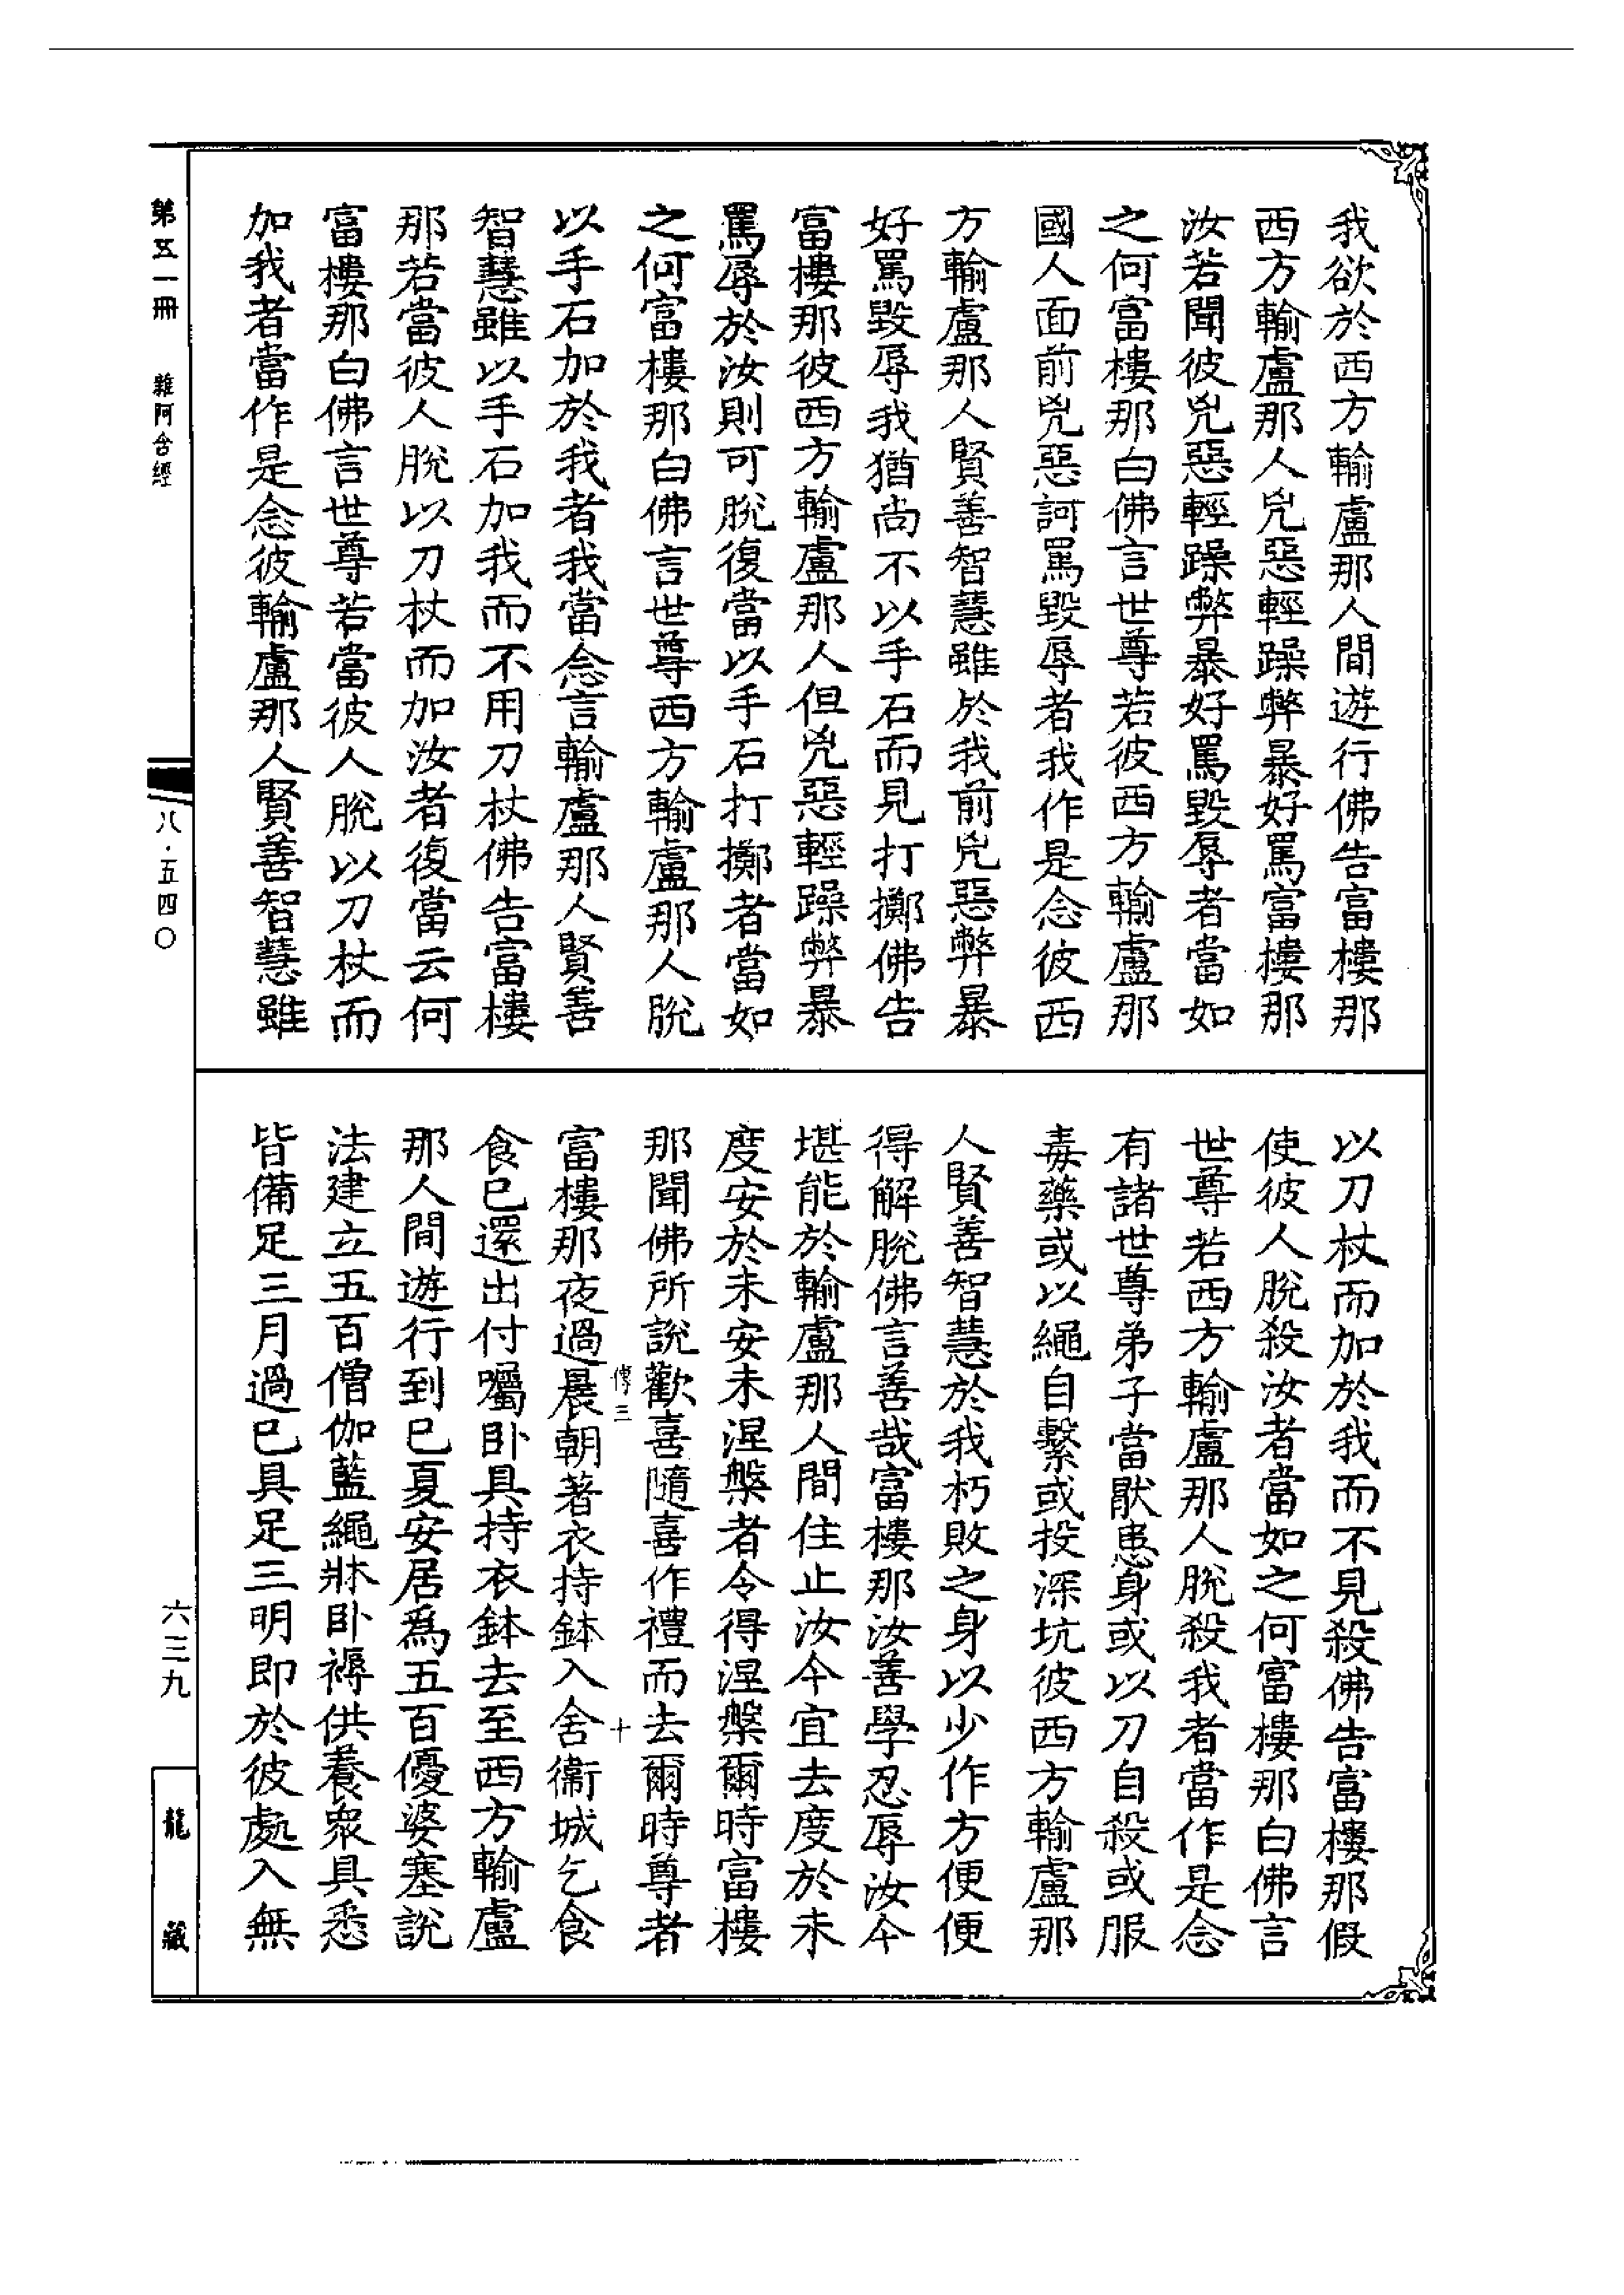 我欲於西方輸盧那人間遊行佛告富樓那
西方輸盧那人兇惡輕躁弊暴好罵富樓那
汝若聞彼兇惡輕躁弊暴好罵毀辱者當如
之何富樓那白佛言世尊若彼西方輸盧那
國人面前兇惡訶罵毀辱者我作是念彼西
方輸盧那人賢善智慧雖於我前兇惡弊暴
好罵毀辱我猶尚不以手石而見打擲佛告
富樓那彼西方輸盧那人但兇惡輕躁弊暴
罵辱於汝則可脫復當以手石打擲者當如
之何富樓那白佛言世尊西方輸盧那人脫
以手石加於我者我當念言輸盧那人賢善
智慧雖以手石加我而不用刀杖佛告富樓
那若當彼人脫以刀杖而加汝者復當云何
富樓那白佛言世尊若當彼人脫以刀杖而
加我者當作是念彼輸盧那人賢善智慧雖
以刀杖而加於我而不見殺佛告富樓那假
使彼人脫殺汝者當如之何富樓那白佛言
世尊若西方輸盧那人脫殺我者當作是念
有諸世尊弟子當厭患身或以刀自殺或服
毒藥或以繩自繫或投深坑彼西方輸盧那
人賢善智慧於我朽敗之身以少作方便便
得解脫佛言善哉富樓那汝善學忍辱汝今
堪能於輸盧那人間住止汝今宜去度於未
度安於未安未涅槃者令得涅槃爾時富樓
那聞佛所說歡喜隨喜作禮而去爾時尊者
傅三 十
富樓那夜過晨朝著衣持鉢入舍衞城乞食
食已還出付囑臥具持衣鉢去至西方輸盧
那人間遊行到已夏安居為五百優婆塞說
法建立五百僧伽藍繩牀臥褥供養眾具悉
皆備足三月過已具足三明即於彼處入無
第五一冊 雜阿含經
八·五四〇
六三九
龍藏